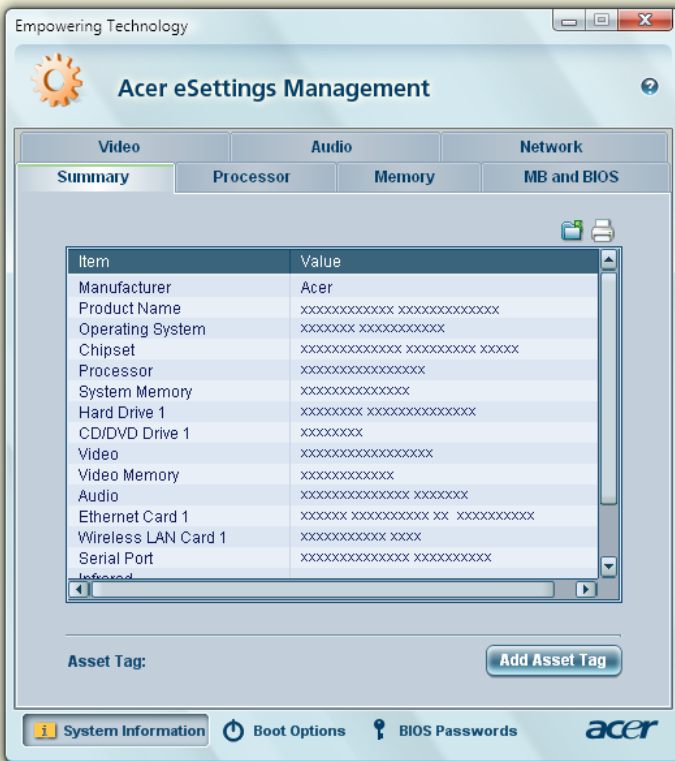 Empowering Technology
Acer eSettings Management
Video Audio Network
Summary Processor Memory MB and BIOS
Item Value
Manufacturer Acer
Product Name xxxxxxxxxxxx xxxxxxxxxxxxx
Operating System xxxxxxx xxxxxxxxxxx
Chipset xxxxxxxxxxxxx xxxxxxxxx xxxxx
Processor xxxxxxxxxxxxxxxx
System Memory xxxxxxxxxxxxxx
Hard Drive 1 xxxxxxxx xxxxxxxxxxxxxx
CD/DVD Drive 1 xxxxxxxx
Video xxxxxxxxxxxxxxxxx
Video Memory xxxxxxxxxxxx
Audio xxxxxxxxxxxxxx xxxxxxx
Ethernet Card 1 xxxxxx xxxxxxxxxx xx xxxxxxxxxx
Wireless LAN Card 1 xxxxxxxxxxx xxxx
Serial Port xxxxxxxxxxxxxx xxxxxxxxxx
Infrared
Asset Tag: Add Asset Tag
System Information Boot Options BIOS Passwords acer